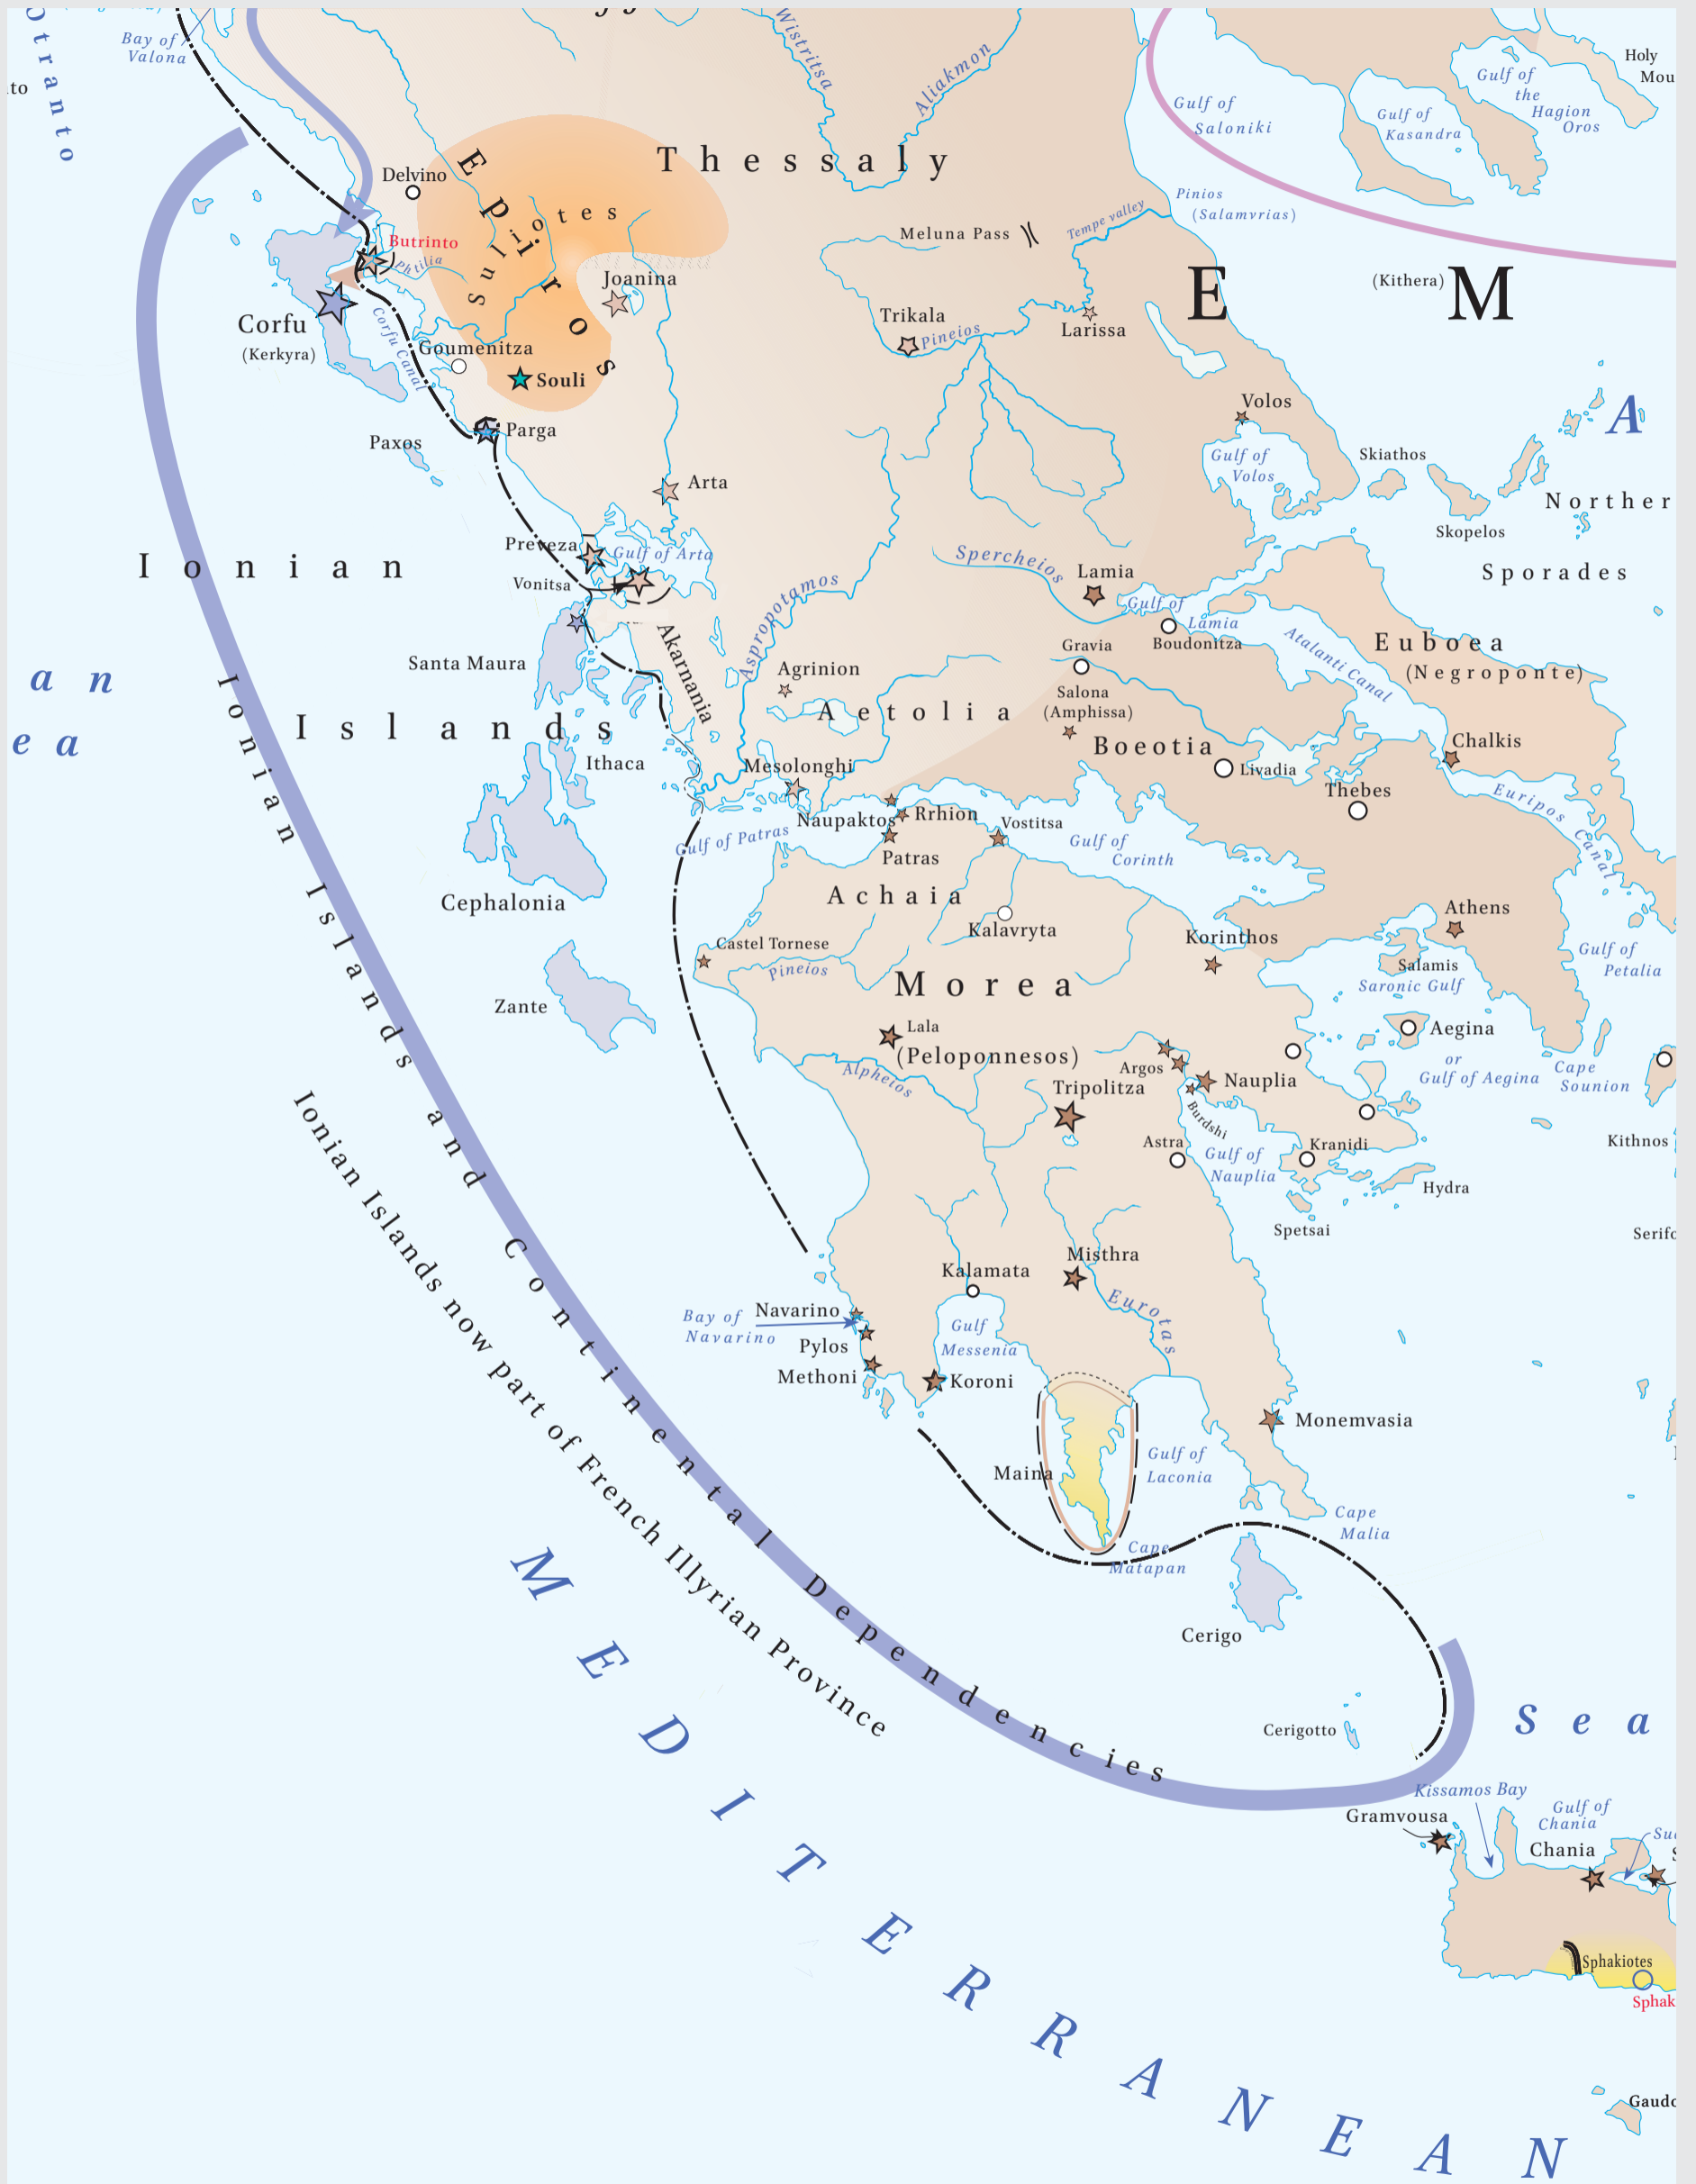 Otranto
Bay of
Valona
Wistritsa
Aliakmon
Gulf of
Saloniki
Gulf of
Kasandra
Gulf of
the
Hagion
Oros
Holy
Delvino
Epiros
Suliotes
Thessaly
Pinios
(Salamvrias)
Tempe valley
Meluna Pass
Butrinto
Phtilia
Joanina
Corfu
(Kerkyra)
Corfu Canal
Goumenitza
Souli
Trikala
Pineios
Larissa
E M
(Kithera)
Parga
Paxos
Volos
Gulf of
Volos
Skiathos
Skopelos
A
Norther
Sporades
Arta
Preveza
Gulf of Arta
Vonitsa
Ionian
Islands
Santa Maura
Akarnania
Aspropotamos
Spercheios
Lamia
Gulf of
Lamia
Boudonitza
Gravia
Salona
(Amphissa)
Atalanti Canal
Euboea
(Negroponte)
Agrinion
Aetolia
Boeotia
Livadia
Thebes
Chalkis
Euripos Canal
an
ea
Ithaca
Mesolonghi
Naupaktos
Rrhion
Vostitsa
Gulf of Patras
Patras
Gulf of
Corinth
Cephalonia
Achaia
Kalavryta
Korinthos
Athens
Salamis
Saronic Gulf
Gulf of
Petalia
Castel Tornese
Pineios
Zante
Morea
Lala
(Peloponnesos)
Alpheios
Tripolitza
Argos
Nauplia
Burdshi
Astra
Gulf of
Nauplia
Aegina
or
Gulf of Aegina
Cape
Sounion
Kranidi
Hydra
Spetsai
Kithnos
Misthra
Kalamata
Eurotas
Bay of
Navarino
Navarino
Pylos
Methoni
Koroni
Gulf
Messenia
Maina
Gulf of
Laconia
Monemvasia
Cape
Malia
Cape
Matapan
Cerigo
Cerigotto
Ionian Islands and Continental Dependencies
Ionian Islands now part of French Illyrian Province
MEDITERRANEAN
Sea
Kissamos Bay
Gramvousa
Gulf of
Chania
Chania
Sphakiotes